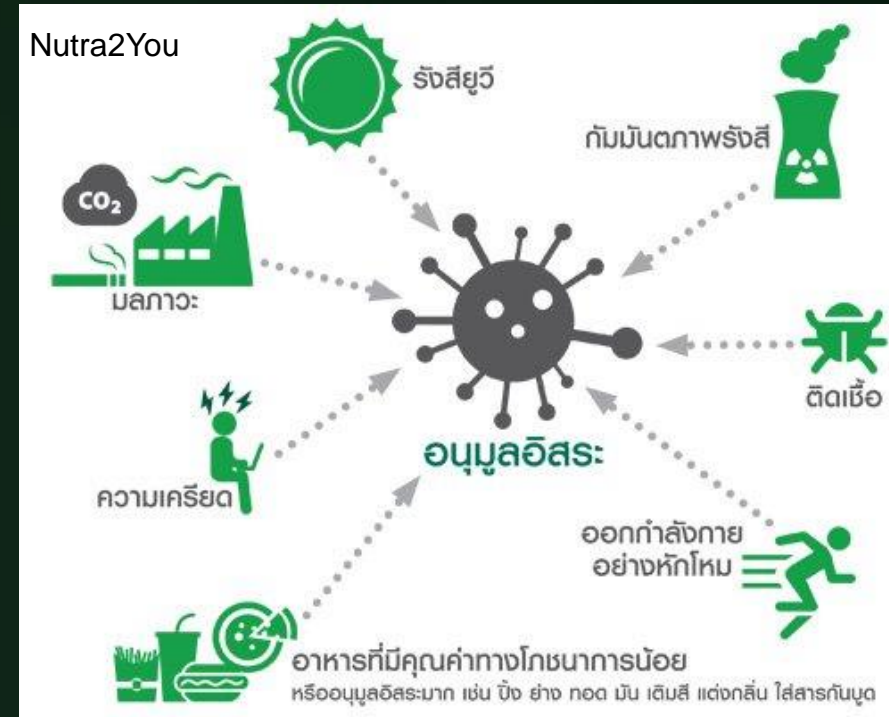 Nutra2You
รังสียูวี
กัมมันตภาพรังสี
CO₂
มลภาวะ
ติดเชื้อ
อนุมูลอิสระ
ความเครียด
ออกกำลังกาย
อย่างหักโหม
อาหารที่มีคุณค่าทางโภชนาการน้อย
หรืออนุมูลอิสระมาก เช่น ปิ้ง ย่าง ทอด มัน เติมสี แต่งกลิ่น ใส่สารกันบูด